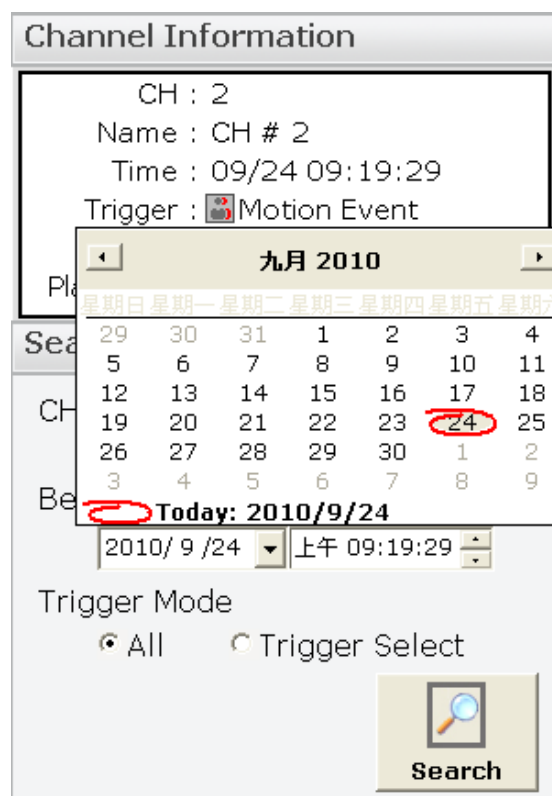 Channel Information
CH : 2
Name : CH # 2
Time : 09/24 09:19:29
Trigger : Motion Event
九月 2010
星期日 星期一 星期二 星期三 星期四 星期五
29 30 31 1 2 3 4
5 6 7 8 9 10 11
12 13 14 15 16 17 18
CH
19 20 21 22 23 24 25
26 27 28 29 30 1 2
3 4 5 6 7 8 9
Today: 2010/9/24
2010/ 9 /24 上午 09:19:29
Trigger Mode
All Trigger Select
Search